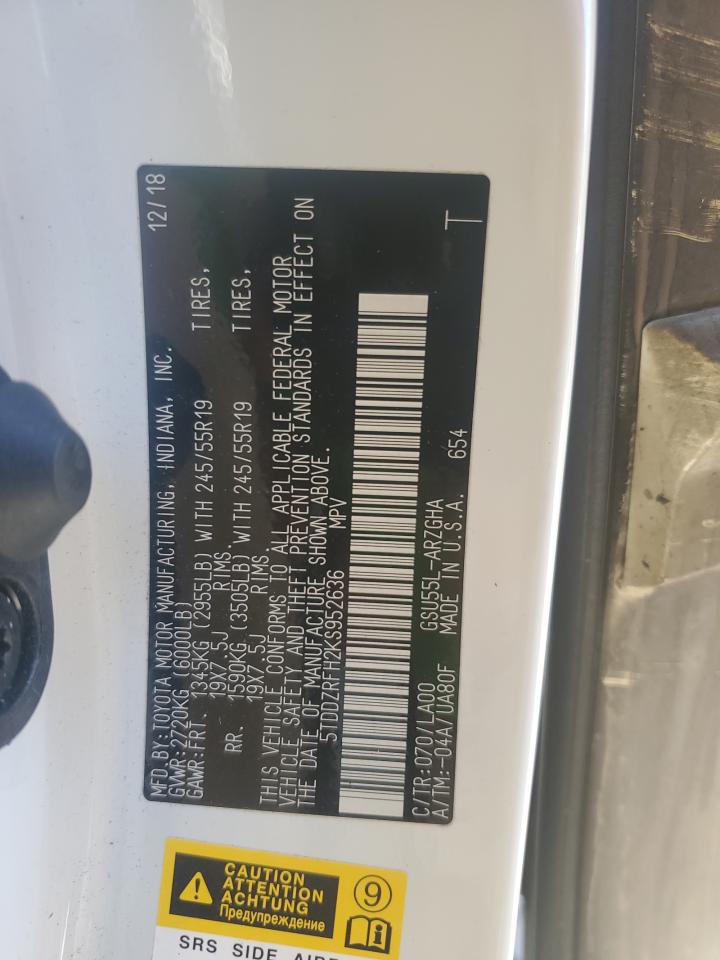 MFD BY:TOYOTA MOTOR MANUFACTURING, INDIANA, INC. 12/18
GVWR:2720KG (6000LB)
GAWR:FRT. 1345KG (2955LB) WITH 245/55R19 TIRES,
19X7.5J RIMS.
RR. 1590KG (3505LB) WITH 245/55R19 TIRES,
19X7.5J RIMS.
THIS VEHICLE CONFORMS TO ALL APPLICABLE FEDERAL MOTOR
VEHICLE SAFETY AND THEFT PREVENTION STANDARDS IN EFFECT ON
THE DATE OF MANUFACTURE SHOWN ABOVE.
5TDDZRFH2KS952636 MPV
C/TR:070/LA00 GSU55L-ARZGHA
A/TM:-04A/UA80F MADE IN U.S.A. 654 T
CAUTION
ATTENTION
ACHTUNG
Предупреждение
9
i
SRS SIDE